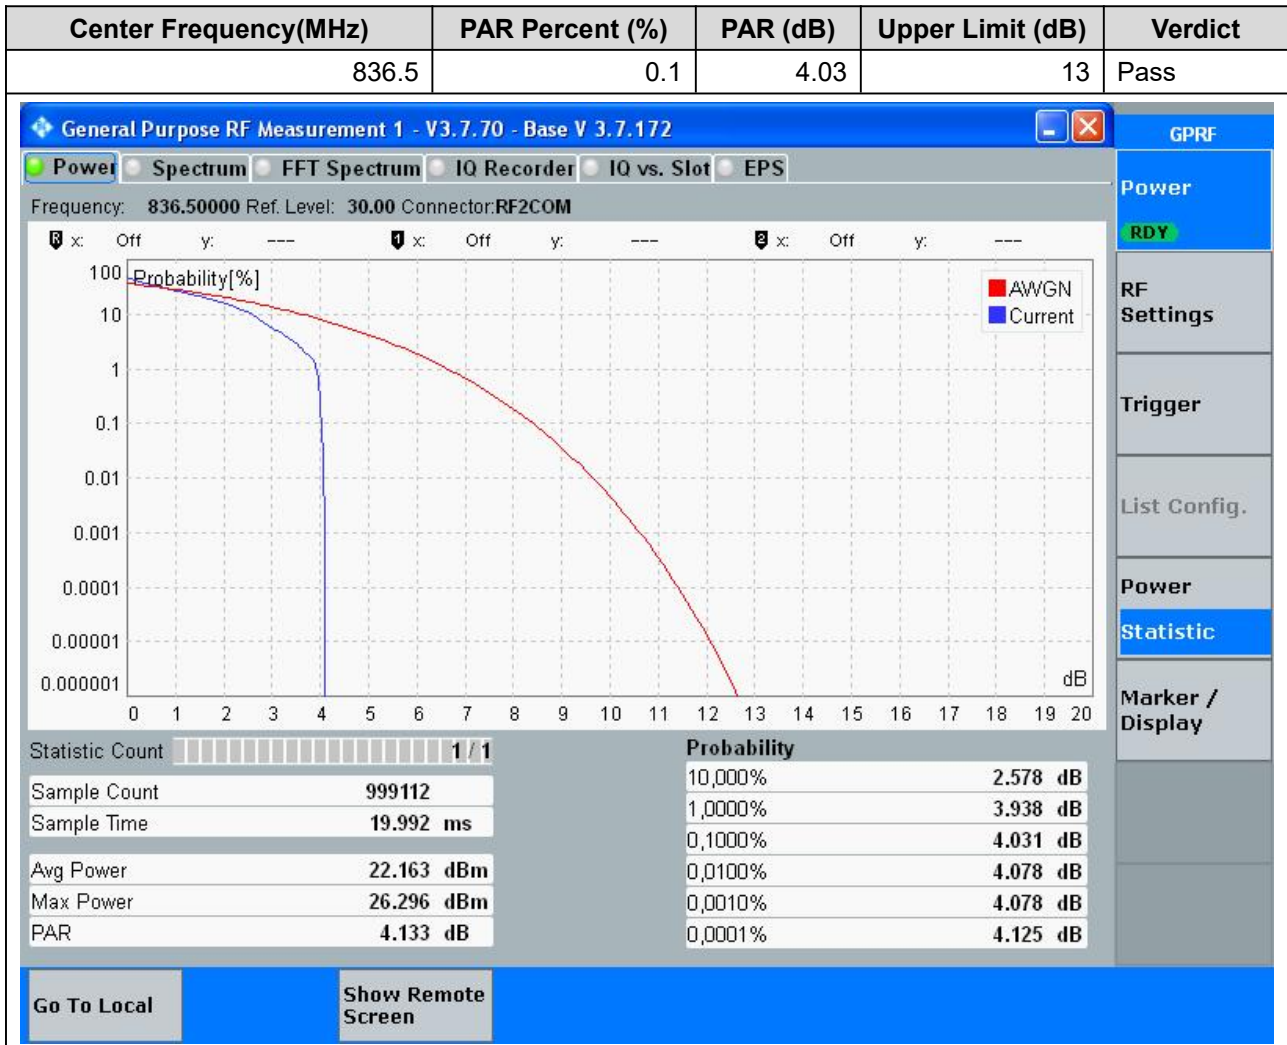 Center Frequency(MHz) PAR Percent (%) PAR (dB) Upper Limit (dB) Verdict
836.5 0.1 4.03 13 Pass
General Purpose RF Measurement 1 - V3.7.70 - Base V 3.7.172
GPRF
Power Spectrum FFT Spectrum IQ Recorder IQ vs. Slot EPS
Frequency: 836.50000 Ref. Level: 30.00 Connector:RF2COM
R x: Off y: --- 1 x: Off y: --- 2 x: Off y: ---
Probability[%]
AWGN
Current
100
10
1
0.1
0.01
0.001
0.0001
0.00001
0.000001
dB
0 1 2 3 4 5 6 7 8 9 10 11 12 13 14 15 16 17 18 19 20
Statistic Count 1 / 1
Sample Count 999112
Sample Time 19.992 ms
Avg Power 22.163 dBm
Max Power 26.296 dBm
PAR 4.133 dB
Probability
10,000% 2.578 dB
1,0000% 3.938 dB
0,1000% 4.031 dB
0,0100% 4.078 dB
0,0010% 4.078 dB
0,0001% 4.125 dB
Power
RDY
RF
Settings
Trigger
List Config.
Power
Statistic
Marker /
Display
Go To Local
Show Remote
Screen